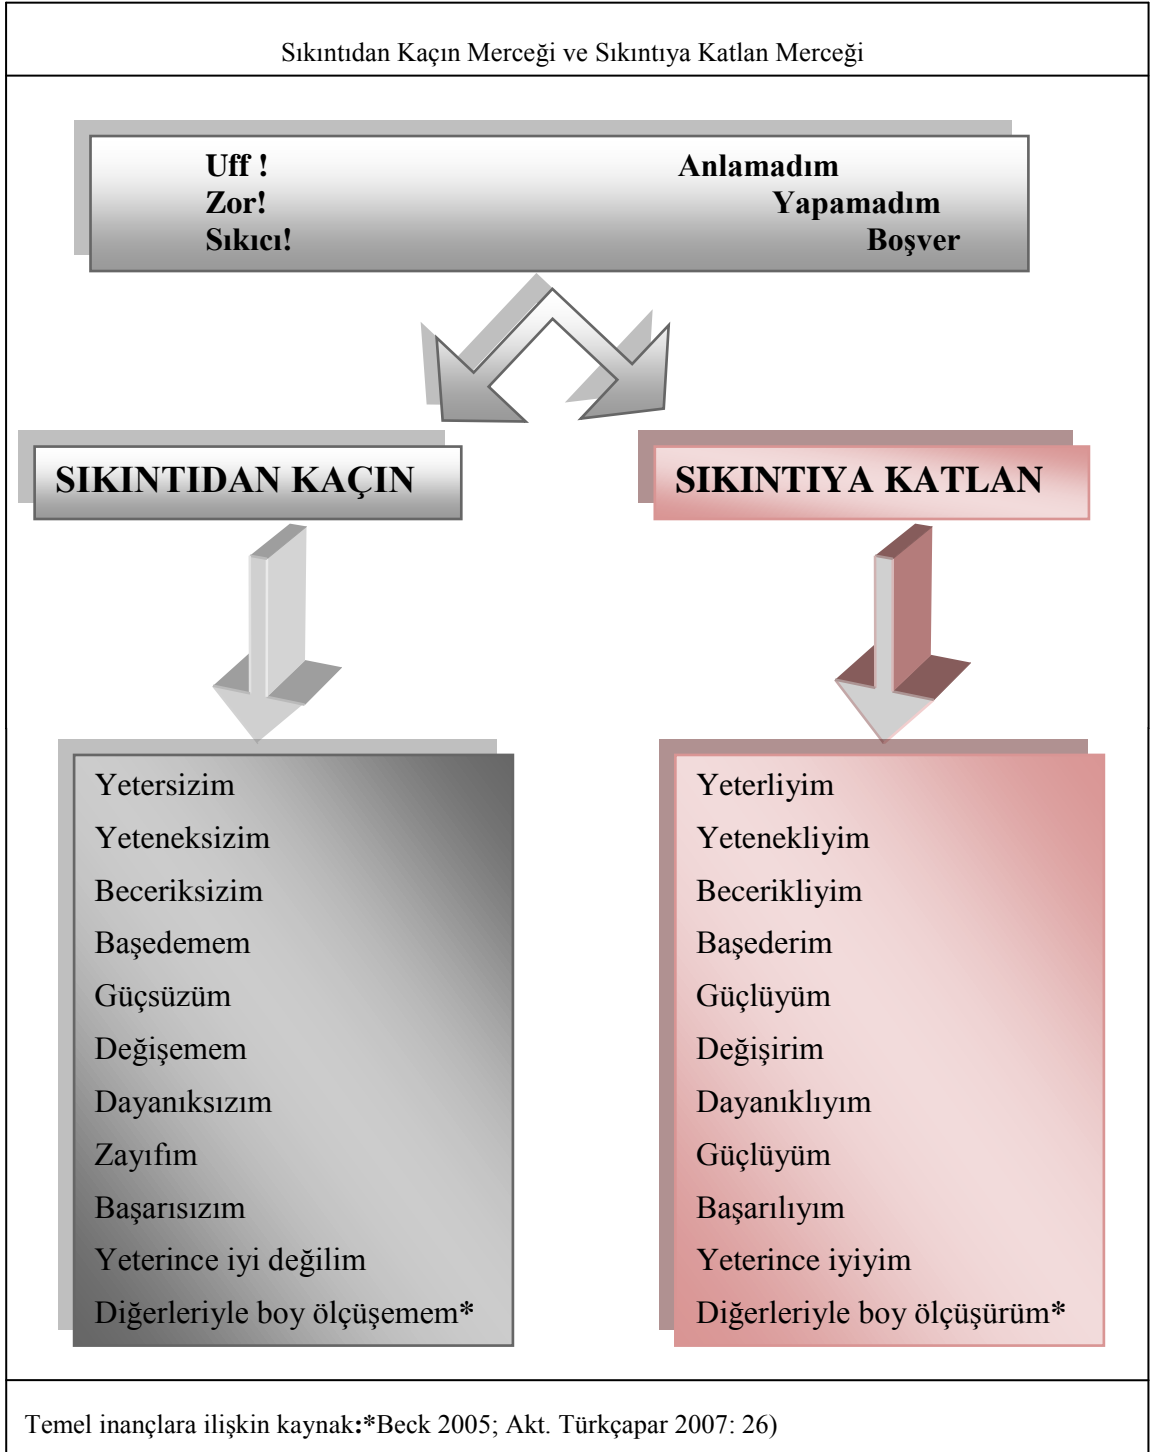 Sıkıntıdan Kaçın Merceği ve Sıkıntıya Katlan Merceği
Uff ! Anlamadım
Zor! Yapamadım
Sıkıcı! Boşver
SIKINTIDAN KAÇIN
SIKINTIYA KATLAN
Yetersizim
Yeteneksizim
Beceriksizim
Başedemem
Güçsüzüm
Değişemem
Dayanıksızım
Zayıfım
Başarısızım
Yeterince iyi değilim
Diğerleriyle boy ölçüşemem*
Yeterliyim
Yetenekliyim
Becerikliyim
Başederim
Güçlüyüm
Değişirim
Dayanıklıyım
Güçlüyüm
Başarılıyım
Yeterince iyiyim
Diğerleriyle boy ölçüşürüm*
Temel inançlara ilişkin kaynak:*Beck 2005; Akt. Türkçapar 2007: 26)